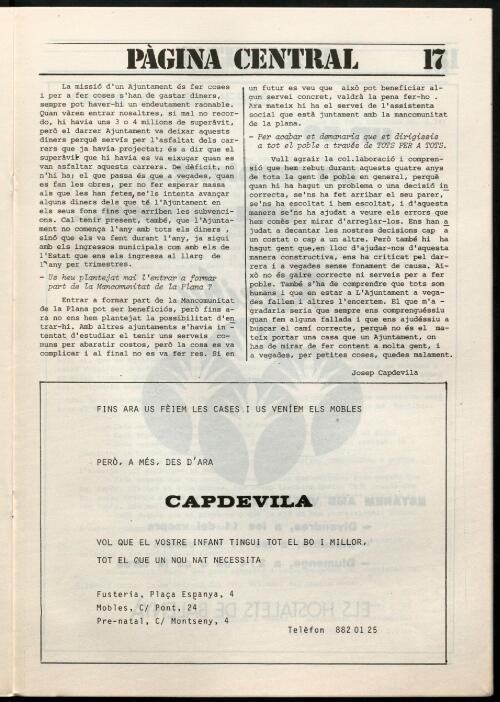 PÀGINA CENTRAL 17
La missió d'un Ajuntament és fer coses
i per a fer coses s'han de gastar diners,
sempre pot haver-hi un endeutament raonable.
Quan vàrem entrar nosaltres, si mal no recor-
do, hi havia uns 3 o 4 milions de superàvit,
però el darrer Ajuntament va deixar aquests
diners perquè servís per l'asfaltat dels car-
rers que ja havia projectat; és a dir que el
superàvit que hi havia es va eixugar quan es
van asfaltar aquests carrers. De dèficit, no
n'hi ha; el que passa és que a vegades, quan
es fan les obres, per no fer esperar massa
als que les han fetes,se'ls intenta avançar
alguns diners dels que té l'Ajuntament en
els seus fons fins que arriben les subvenci-
ons. Cal tenir present, també, que l'Ajunta-
ment no comença l'any amb tots els diners ,
sinó que els va fent durant l'any, ja sigui
amb els ingressos municipals com amb els de
l'Estat que ens els ingressa al llarg de
l'any per trimestres.
- Us heu plantejat mai l'entrar a formar
part de la Mancomunitat de la Plana ?
Entrar a formar part de la Mancomunitat
de la Plana pot ser beneficiós, però fins a-
ra no ens hem plantejat la possibilitat d'en
trar-hi. Amb altres ajuntaments s'havia in -
tentat d'estudiar el tenir uns serveis co-
muns per abaratir costos, però la cosa es va
complicar i al final no es va fer res. Si en
un futur es veu que això pot beneficiar al-
gun servei concret, valdrà la pena fer-ho .
Ara mateix hi ha el servei de l'assistenta
social que està juntament amb la mancomunitat
de la plana.
- Per acabar et demanaria que et dirigissis
a tot el poble a través de TOTS PER A TOTS.
Vull agrair la col.laboració i compren-
sió que hem rebut durant aquests quatre anys
de tota la gent de poble en general, perquè
quan hi ha hagut un problema o una decisió in
correcta, se'ns ha fet arribar el seu parer,
se'ns ha escoltat i hem escoltat, i d'aquesta
manera se'ns ha ajudat a veure els errors que
hem comès per mirar d'arreglar-los. Ens han a
judat a decantar les nostres decisions cap a
un costat o cap a un altre. Però també hi ha
hagut gent que,en lloc d'ajudar-nos d'aquesta
manera constructiva, ens ha criticat pel dar-
rera i a vegades sense fonament de causa. Ai-
xò no és gaire correcte ni serveix per a fer
poble. També s'ha de comprendre que tots som
humans i que en estar a L'Ajuntament a vega-
des fallem i altres l'encertem. El que m'a -
gradaria seria que sempre ens comprenguéssiu
quan fem alguna fallada i que ens ajudéssiu a
buscar el camí correcte, perquè no és el ma-
teix portar una casa que un Ajuntament, on
has de mirar de fer content a molta gent, i
a vegades, per petites coses, quedes malament.
Josep Capdevila
FINS ARA US FÈIEM LES CASES I US VENÍEM ELS MOBLES
PERÒ, A MÉS, DES D'ARA
CAPDEVILA
VOL QUE EL VOSTRE INFANT TINGUI TOT EL BO I MILLOR,
TOT EL QUE UN NOU NAT NECESSITA
Fusteria, Plaça Espanya, 4
Mobles, C/ Pont, 24
Pre-natal, C/ Montseny, 4
Telèfon 882 01 25